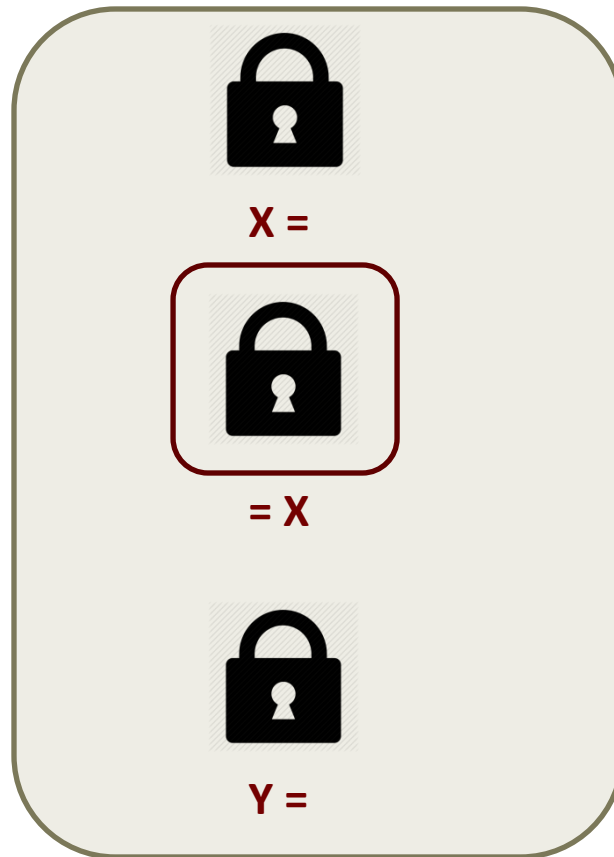 X =
= X
Y =